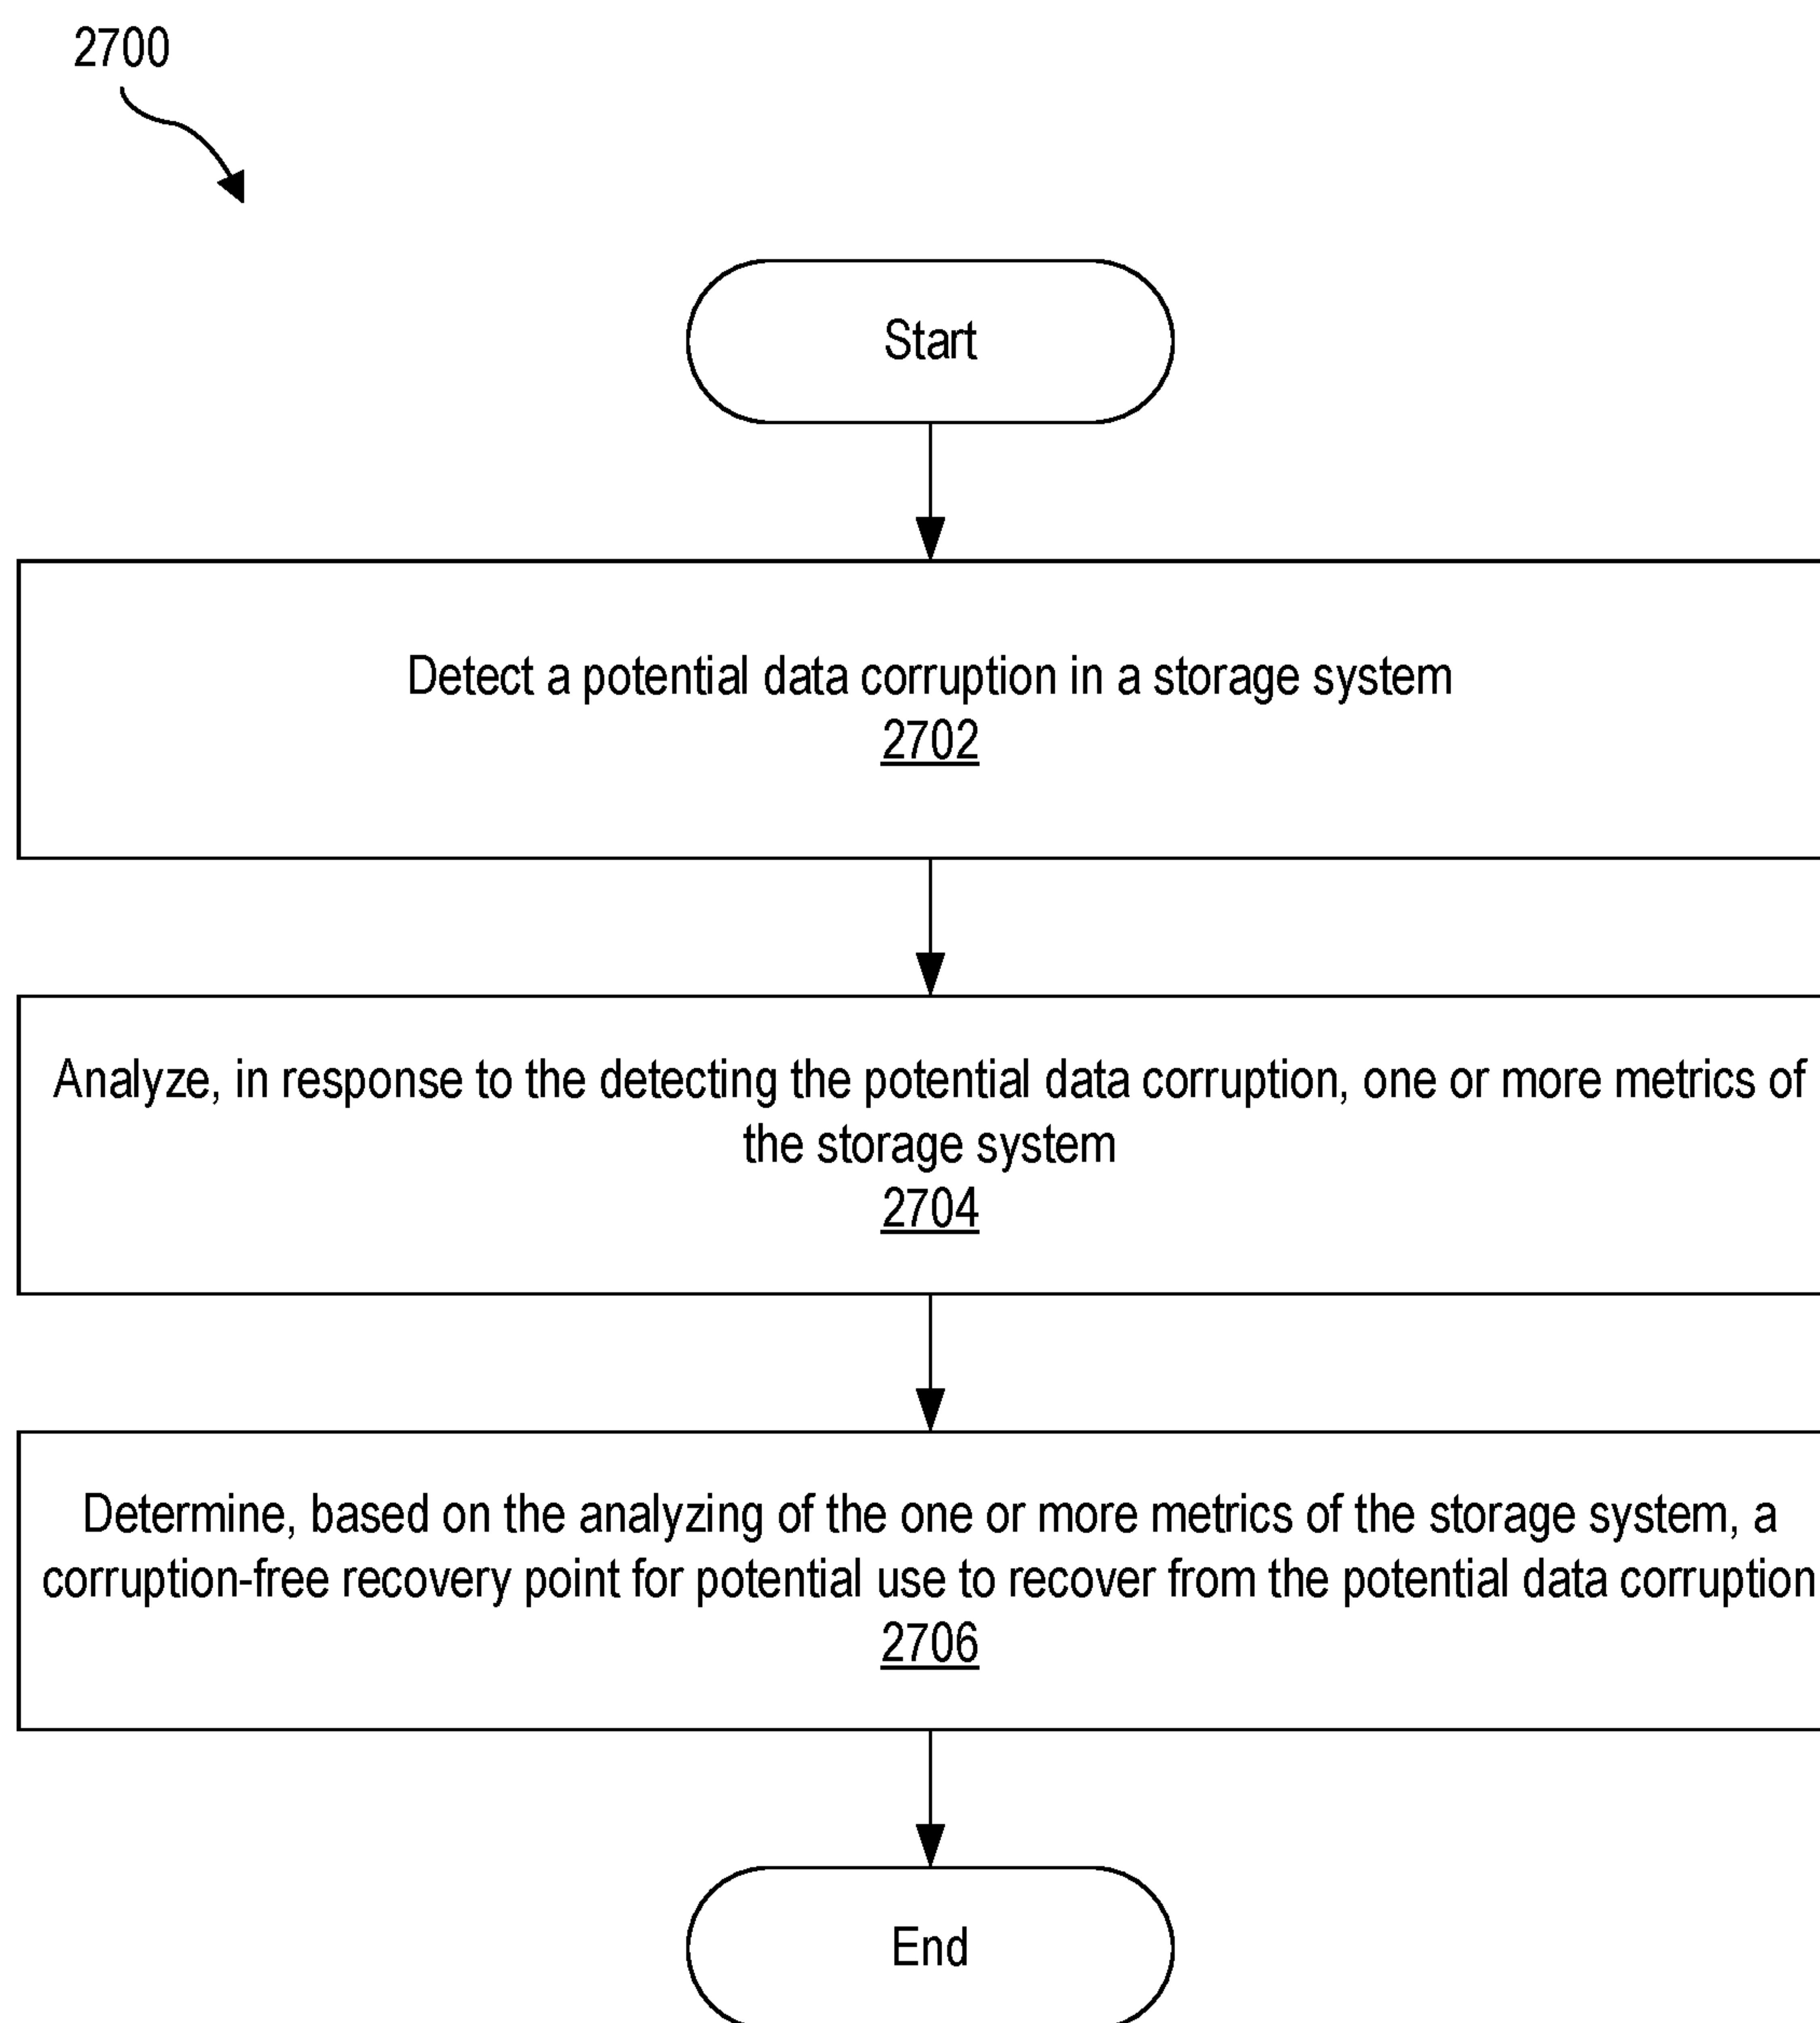 2700
Start
Detect a potential data corruption in a storage system
2702
Analyze, in response to the detecting the potential data corruption, one or more metrics of
the storage system
2704
Determine, based on the analyzing of the one or more metrics of the storage system, a
corruption-free recovery point for potential use to recover from the potential data corruption
2706
End